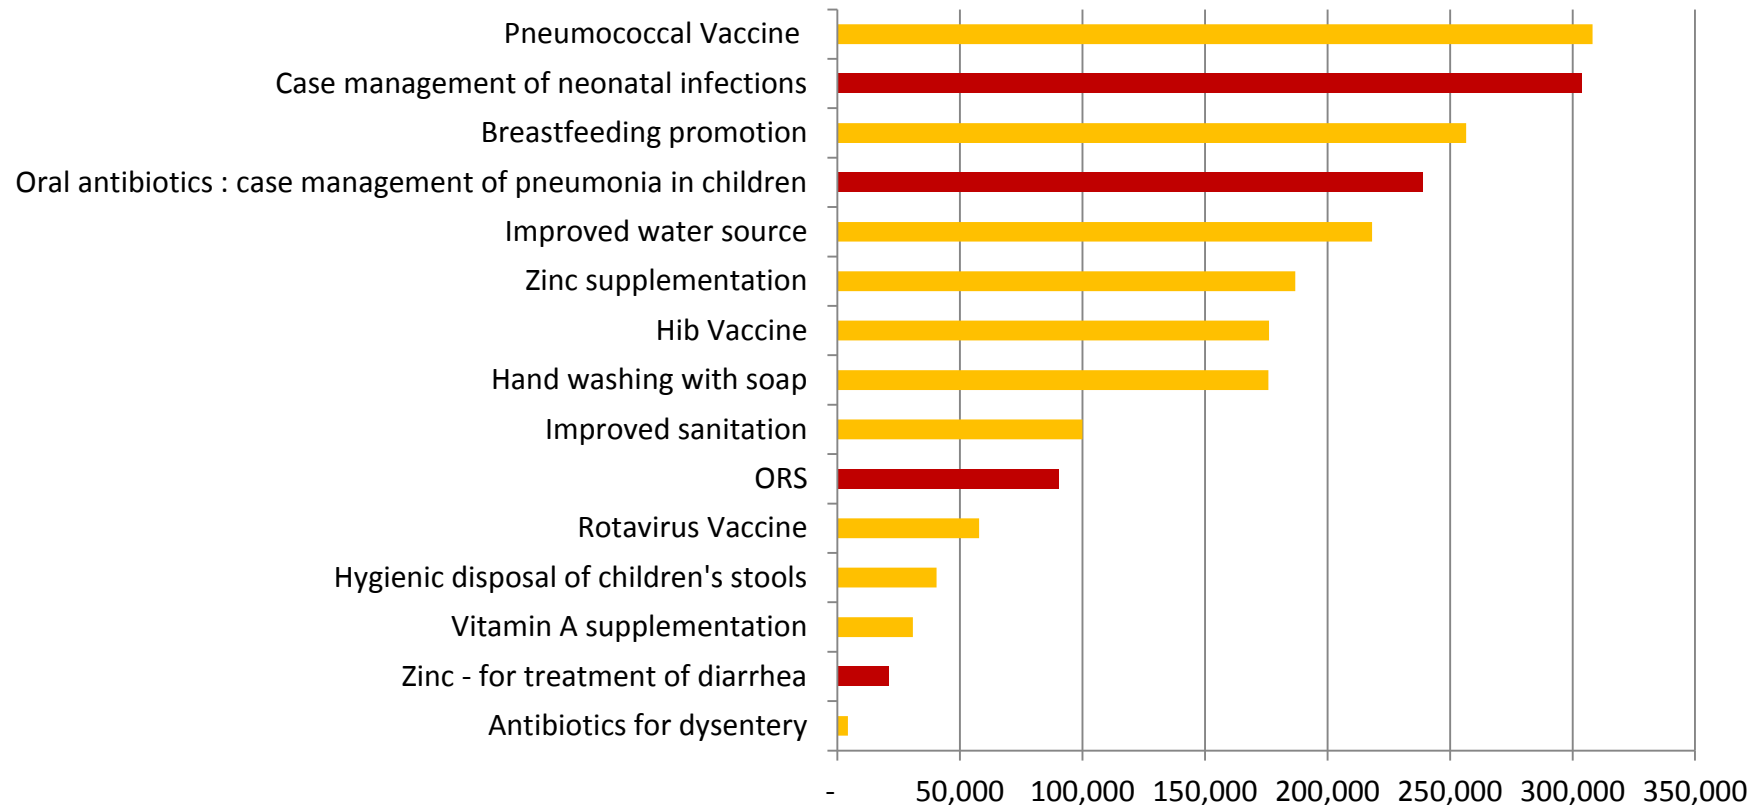 Pneumococcal Vaccine
Case management of neonatal infections
Breastfeeding promotion
Oral antibiotics : case management of pneumonia in children
Improved water source
Zinc supplementation
Hib Vaccine
Hand washing with soap
Improved sanitation
ORS
Rotavirus Vaccine
Hygienic disposal of children's stools
Vitamin A supplementation
Zinc - for treatment of diarrhea
Antibiotics for dysentery
- 50,000 100,000 150,000 200,000 250,000 300,000 350,000